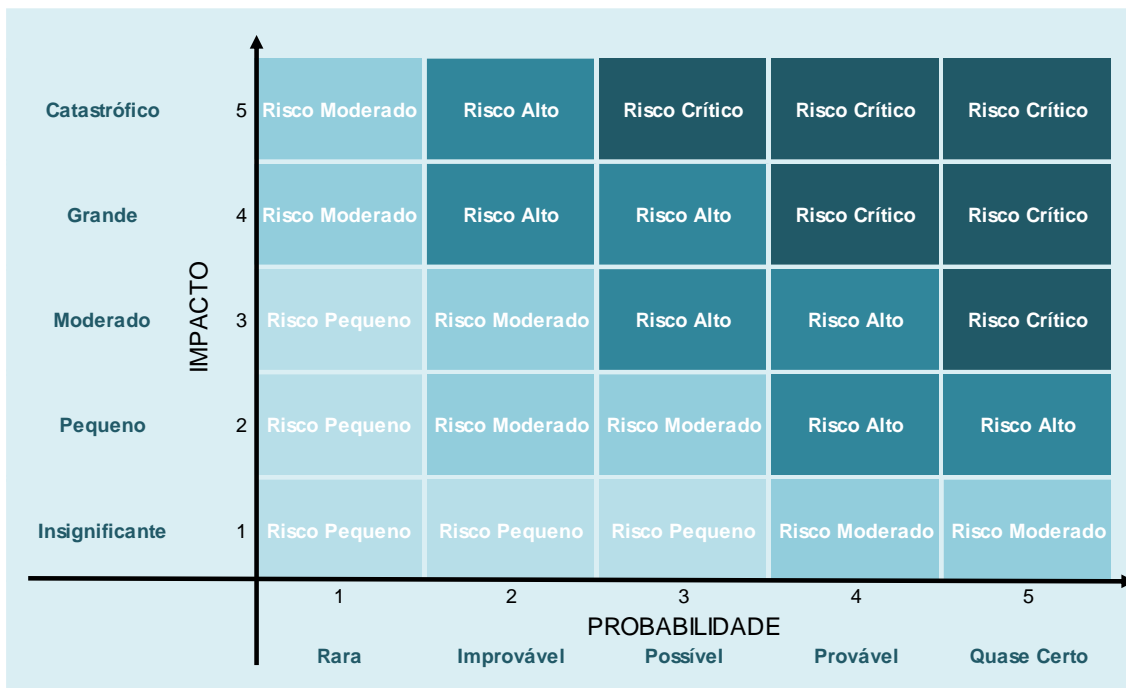 Catastrófico 5 Risco Moderado Risco Alto Risco Crítico Risco Crítico Risco Crítico
Grande 4 Risco Moderado Risco Alto Risco Alto Risco Crítico Risco Crítico
IMPACTO
Moderado 3 Risco Pequeno Risco Moderado Risco Alto Risco Alto Risco Crítico
Pequeno 2 Risco Pequeno Risco Moderado Risco Moderado Risco Alto Risco Alto
Insignificante 1 Risco Pequeno Risco Pequeno Risco Pequeno Risco Moderado Risco Moderado
1 2 3 4 5
PROBABILIDADE
Rara Improvável Possível Provável Quase Certo